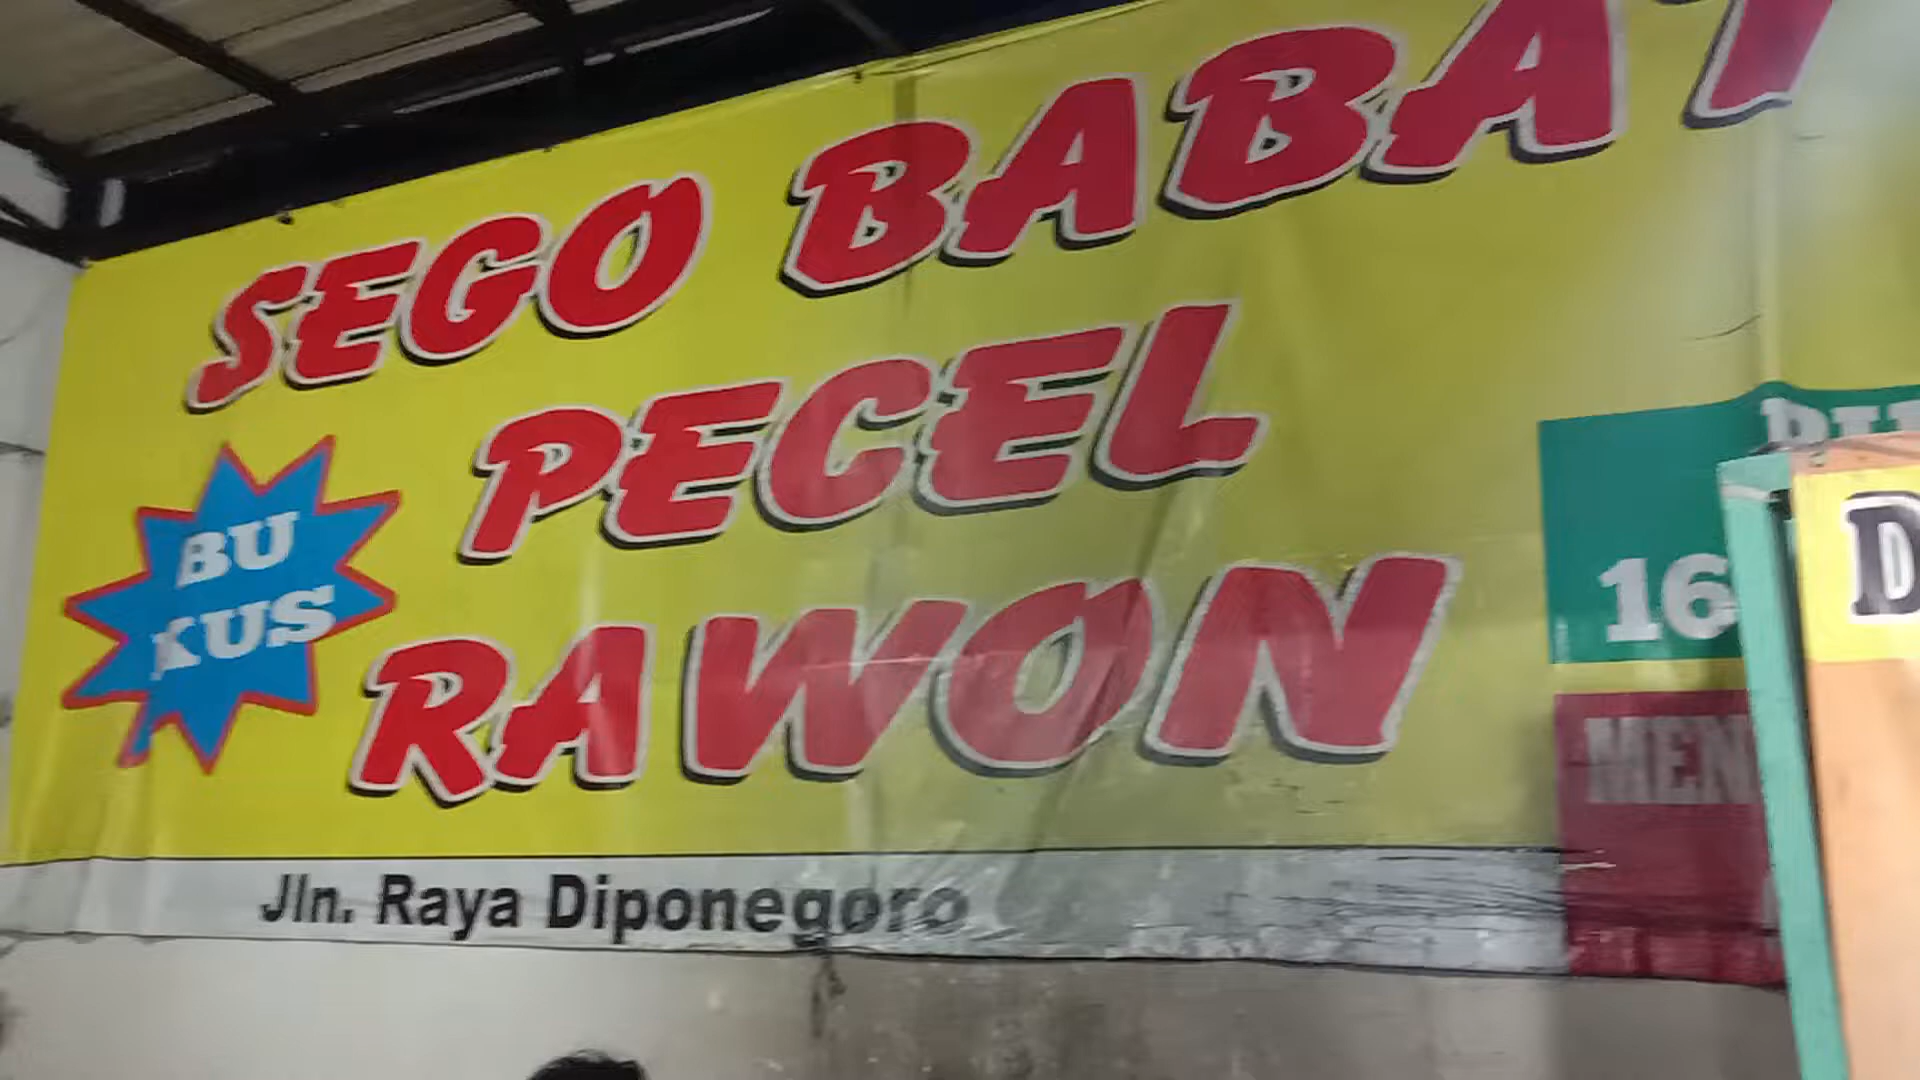 SEGO BABAT
PECEL
RAWON
BU
KUS
Jln. Raya Diponegoro
16
MEN
D